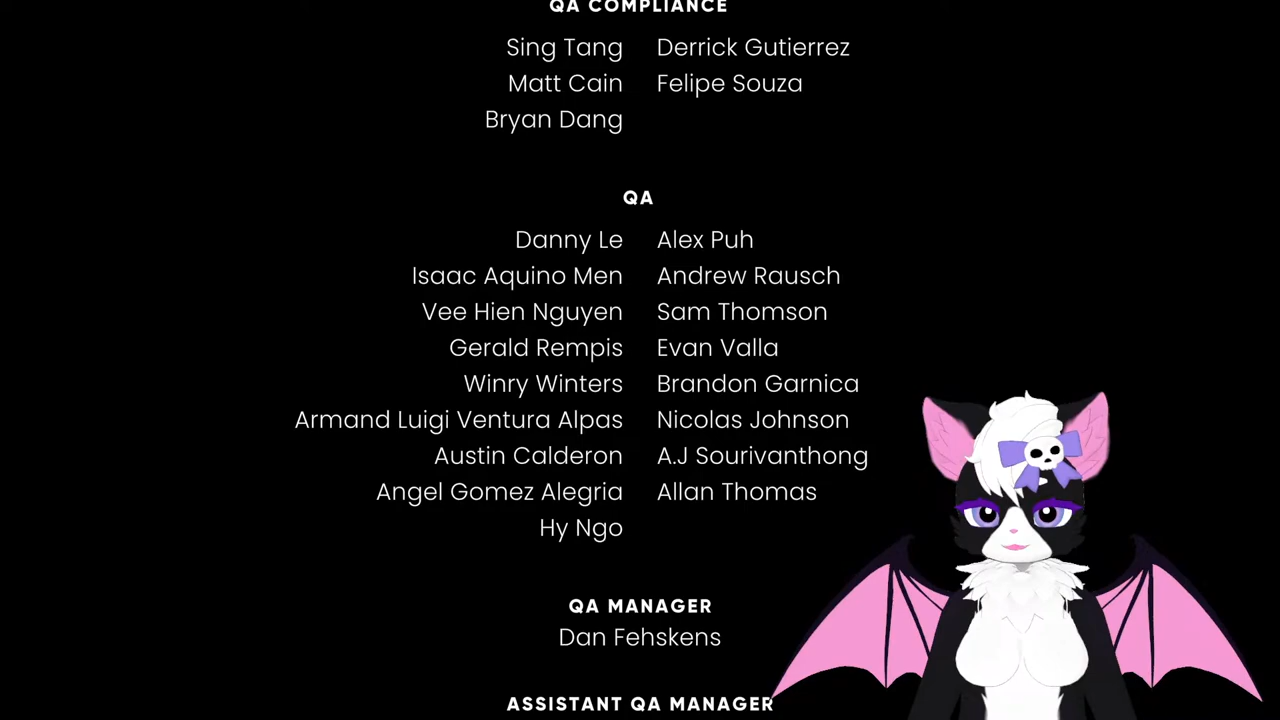 QA COMPLIANCE
Sing Tang Derrick Gutierrez
Matt Cain Felipe Souza
Bryan Dang
QA
Danny Le Alex Puh
Isaac Aquino Men Andrew Rausch
Vee Hien Nguyen Sam Thomson
Gerald Rempis Evan Valla
Winry Winters Brandon Garnica
Armand Luigi Ventura Alpas Nicolas Johnson
Austin Calderon A.J Sourivanthong
Angel Gomez Alegria Allan Thomas
Hy Ngo
QA MANAGER
Dan Fehskens
ASSISTANT QA MANAGER